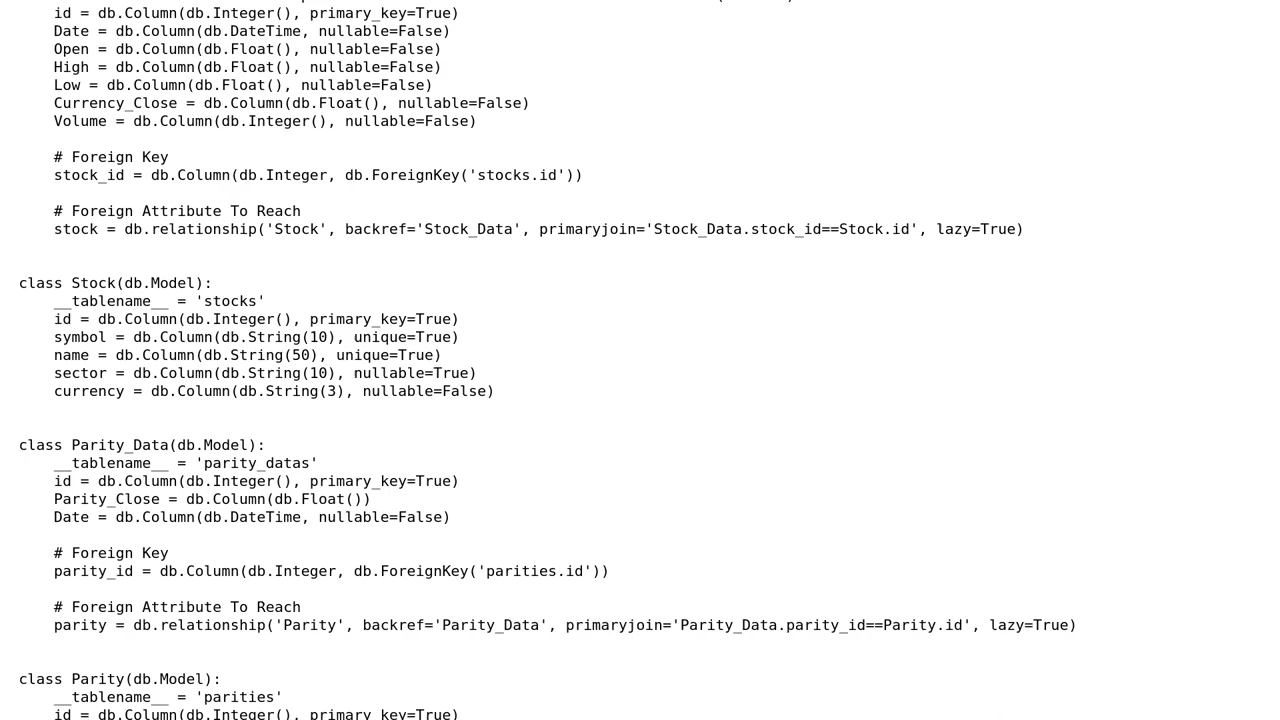 id = db.Column(db.Integer(), primary_key=True)
Date = db.Column(db.DateTime, nullable=False)
Open = db.Column(db.Float(), nullable=False)
High = db.Column(db.Float(), nullable=False)
Low = db.Column(db.Float(), nullable=False)
Currency_Close = db.Column(db.Float(), nullable=False)
Volume = db.Column(db.Integer(), nullable=False)
# Foreign Key
stock_id = db.Column(db.Integer, db.ForeignKey('stocks.id'))
# Foreign Attribute To Reach
stock = db.relationship('Stock', backref='Stock_Data', primaryjoin='Stock_Data.stock_id==Stock.id', lazy=True)
class Stock(db.Model):
__tablename__ = 'stocks'
id = db.Column(db.Integer(), primary_key=True)
symbol = db.Column(db.String(10), unique=True)
name = db.Column(db.String(50), unique=True)
sector = db.Column(db.String(10), nullable=True)
currency = db.Column(db.String(3), nullable=False)
class Parity_Data(db.Model):
__tablename__ = 'parity_datas'
id = db.Column(db.Integer(), primary_key=True)
Parity_Close = db.Column(db.Float())
Date = db.Column(db.DateTime, nullable=False)
# Foreign Key
parity_id = db.Column(db.Integer, db.ForeignKey('parities.id'))
# Foreign Attribute To Reach
parity = db.relationship('Parity', backref='Parity_Data', primaryjoin='Parity_Data.parity_id==Parity.id', lazy=True)
class Parity(db.Model):
__tablename__ = 'parities'
id = db.Column(db.Integer(), primary_key=True)